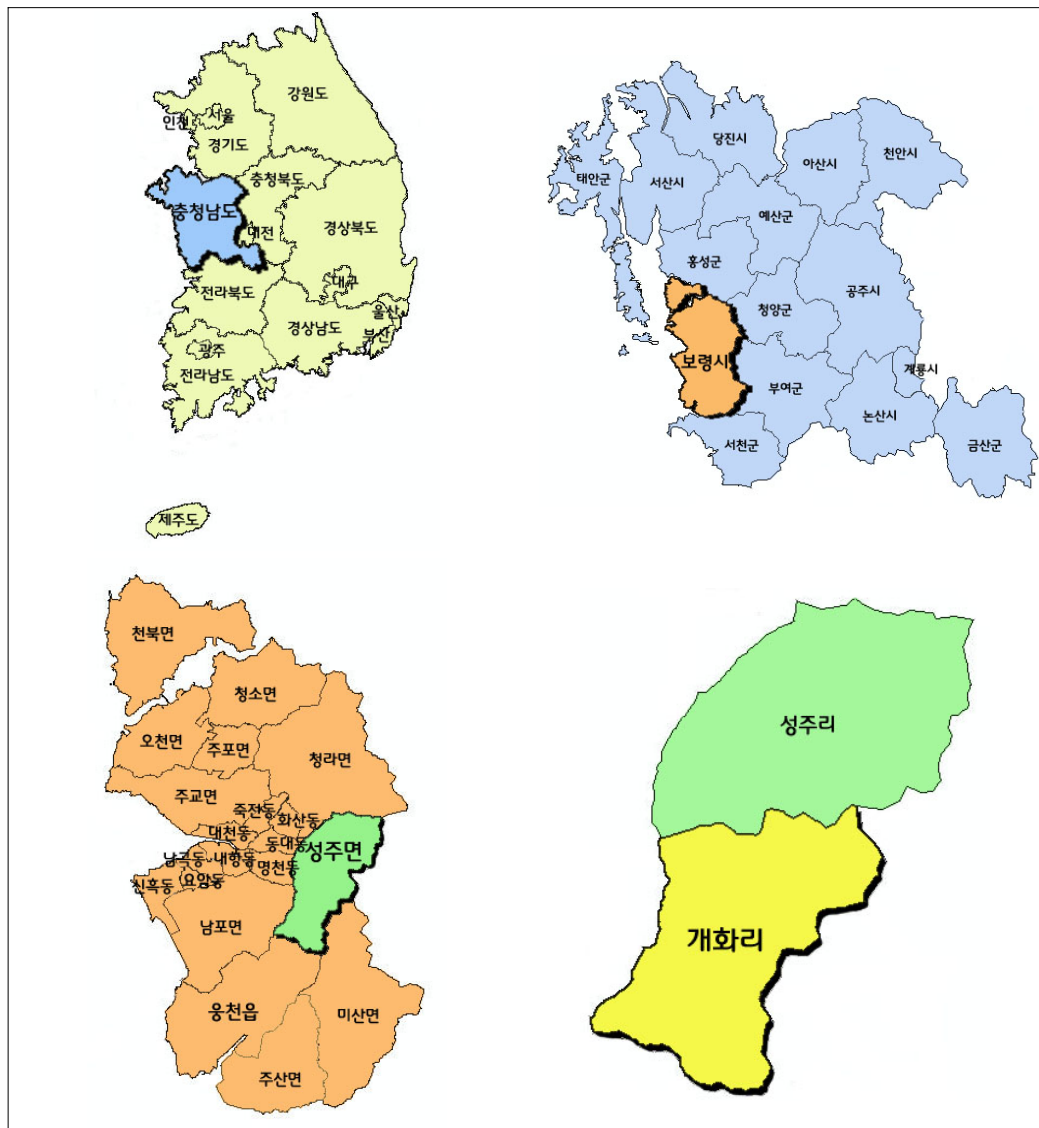 강원도
서울
인천
경기도
충청북도
충청남도
대전
경상북도
전라북도
대구
울산
경상남도
부산
광주
전라남도
제주도
당진시
아산시
천안시
태안군
서산시
예산군
홍성군
공주시
청양군
보령시
계룡시
부여군
논산시
서천군
금산군
천북면
청소면
오천면
주포면
청라면
주교면
죽전동
화산동
대천동
동대동
성주면
남곡동
내항동
명천동
신흑동
요암동
남포면
웅천읍
미산면
주산면
성주리
개화리